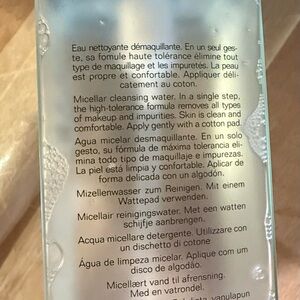 Eau nettoyante démaquillante. En un seul ges-
te, sa fomule haute tolérance élimine tout
type de maquillage et les impuretés. La peau
est propre et confortable. Appliquer déli-
catement au coton.
Micellar cleansing water. In a single step,
the high-tolerance formula removes all types
of makeup and impurities. Skin is clean and
comfortable. Apply gently with a cotton pad.
Agua micelar desmaquillante. En un solo
gesto, su fórmula de máxima tolerancia eli-
mina todo tipo de maquillaje e impurezas.
La piel está limpia y confortable. Aplicar de
forma delicada con un algodón.
Mizellenwasser zum Reinigen. Mit einem
Wattepad verwenden.
Micellair reinigingswater. Met een watten
schijfje aanbrengen.
Acqua micellare detergente. Utilizzare con
un dischetto di cotone
Água de limpeza micelar. Aplique com um
disco de algodão.
Micellært vand til afrensning.
Med en vatrondel.
vanulapun